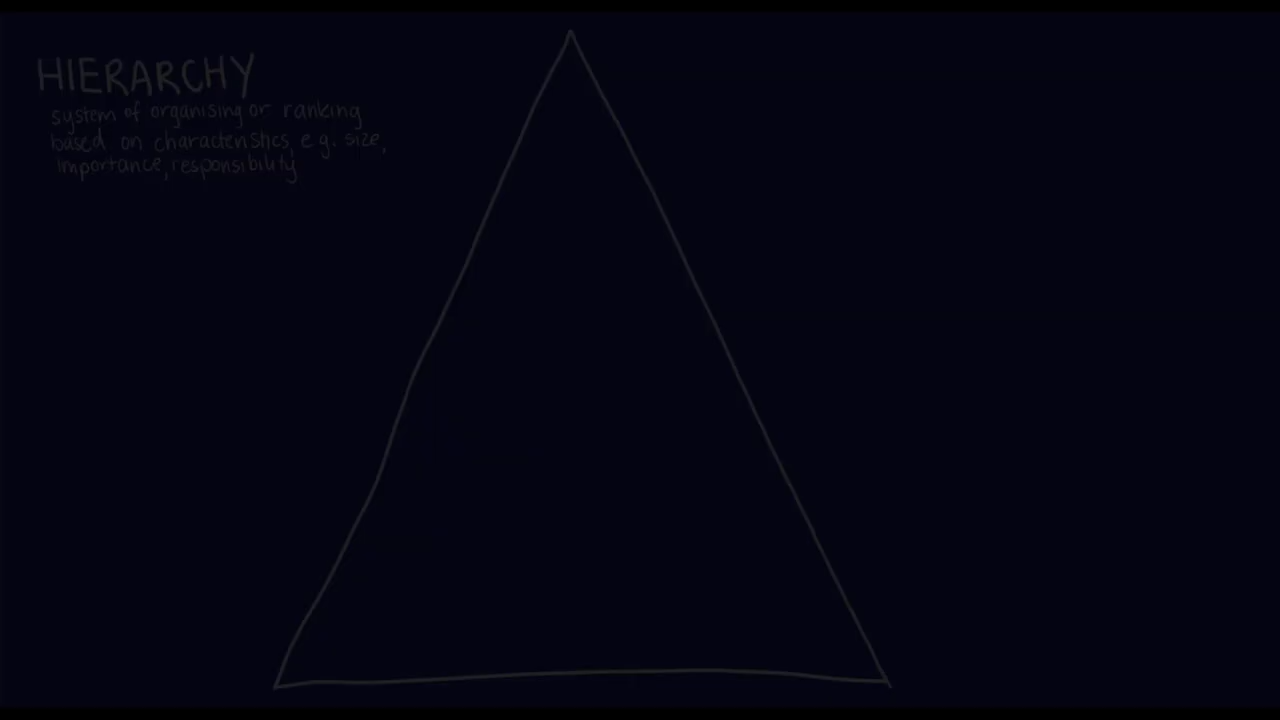 HIERARCHY
system of organising or ranking
based on characteristics, e.g. size,
importance, responsibility